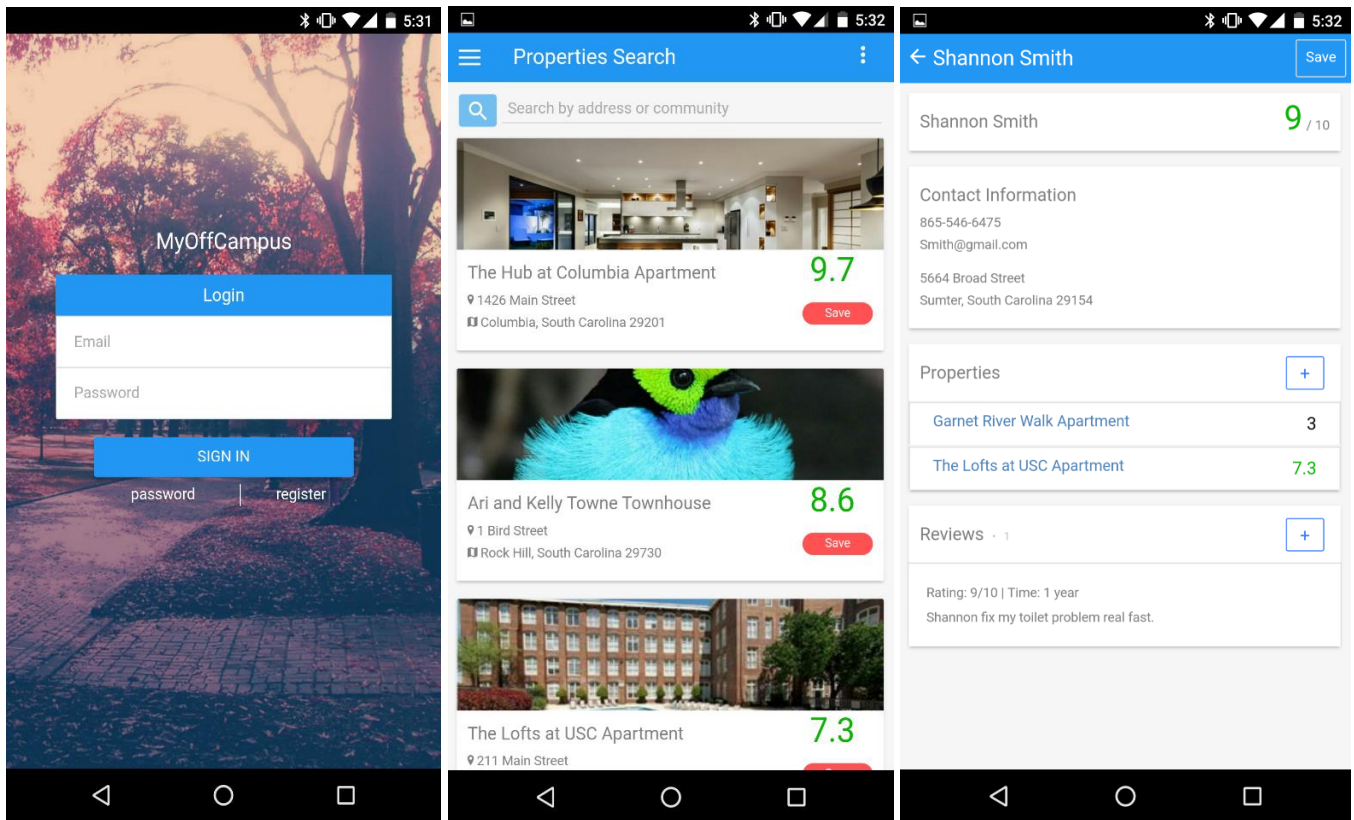 5:31
MyOffCampus
Login
Email
Password
SIGN IN
password
register
5:32
Properties Search
Search by address or community
The Hub at Columbia Apartment
9.7
1426 Main Street
Columbia, South Carolina 29201
Save
Ari and Kelly Towne Townhouse
8.6
1 Bird Street
Rock Hill, South Carolina 29730
Save
The Lofts at USC Apartment
7.3
211 Main Street
5:32
Shannon Smith
Save
Shannon Smith
9 / 10
Contact Information
865-546-6475
Smith@gmail.com
5664 Broad Street
Sumter, South Carolina 29154
Properties
+
Garnet River Walk Apartment
3
The Lofts at USC Apartment
7.3
Reviews • 1
+
Rating: 9/10 | Time: 1 year
Shannon fix my toilet problem real fast.